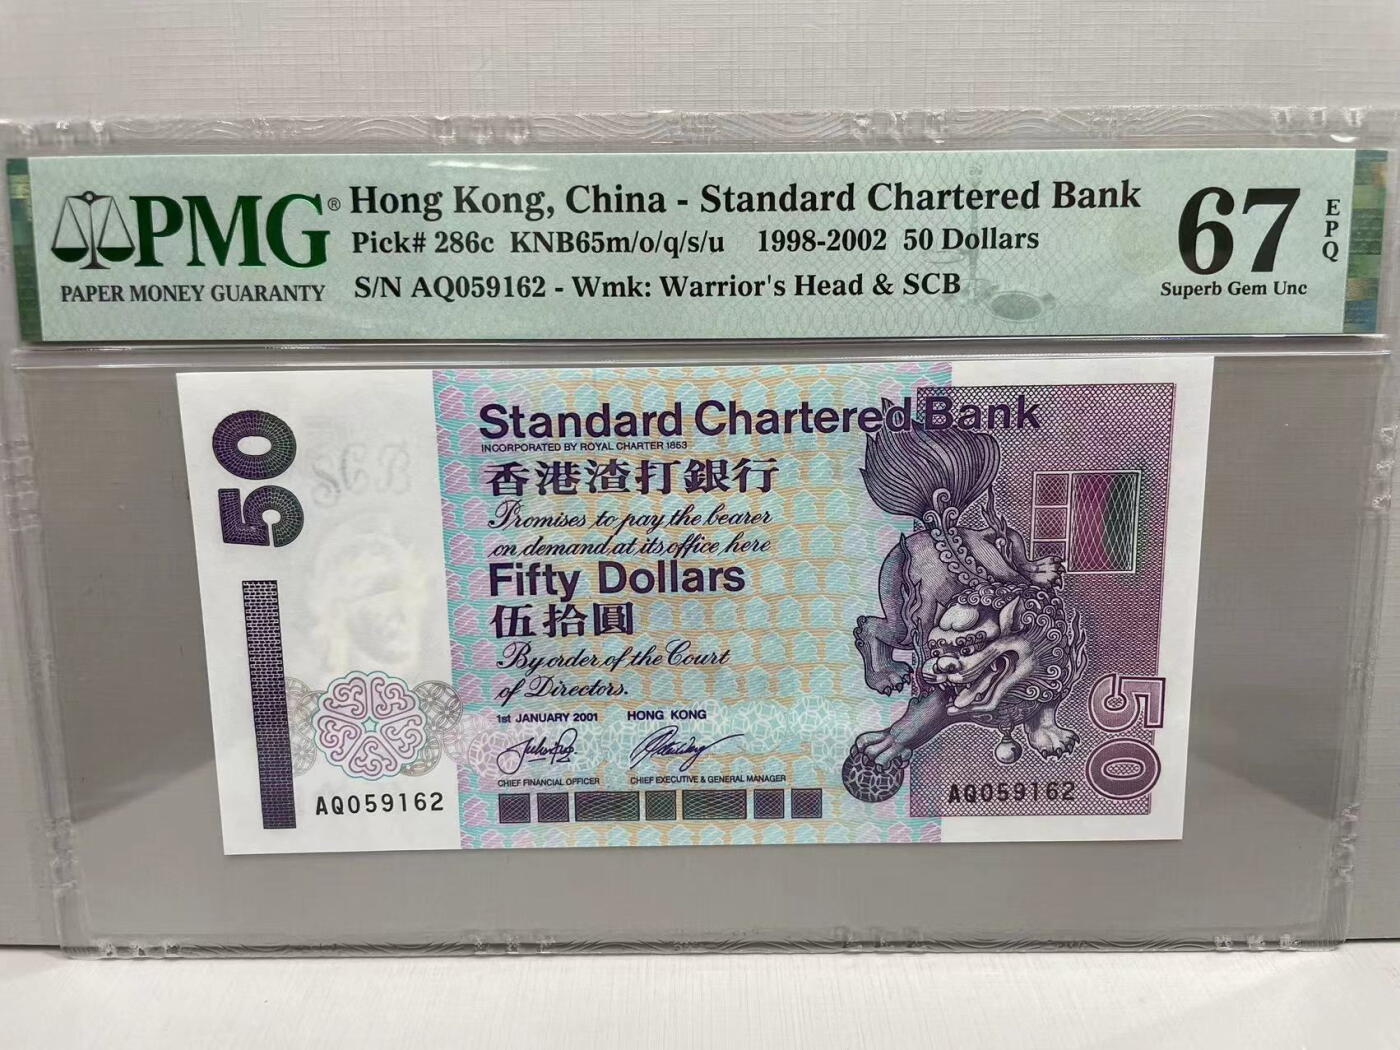 PMG®
PAPER MONEY GUARANTY
Hong Kong, China - Standard Chartered Bank
Pick# 286c KNB65m/o/q/s/u 1998-2002 50 Dollars
S/N AQ059162 - Wmk: Warrior's Head & SCB
67
EPQ
Superb Gem Unc
50
Standard Chartered Bank
INCORPORATED BY ROYAL CHARTER 1853
香港渣打銀行
Promises to pay the bearer
on demand at its office here
Fifty Dollars
伍拾圓
By order of the Court
of Directors.
1st JANUARY 2001 HONG KONG
CHIEF FINANCIAL OFFICER CHIEF EXECUTIVE & GENERAL MANAGER
AQ059162
AQ059162
50